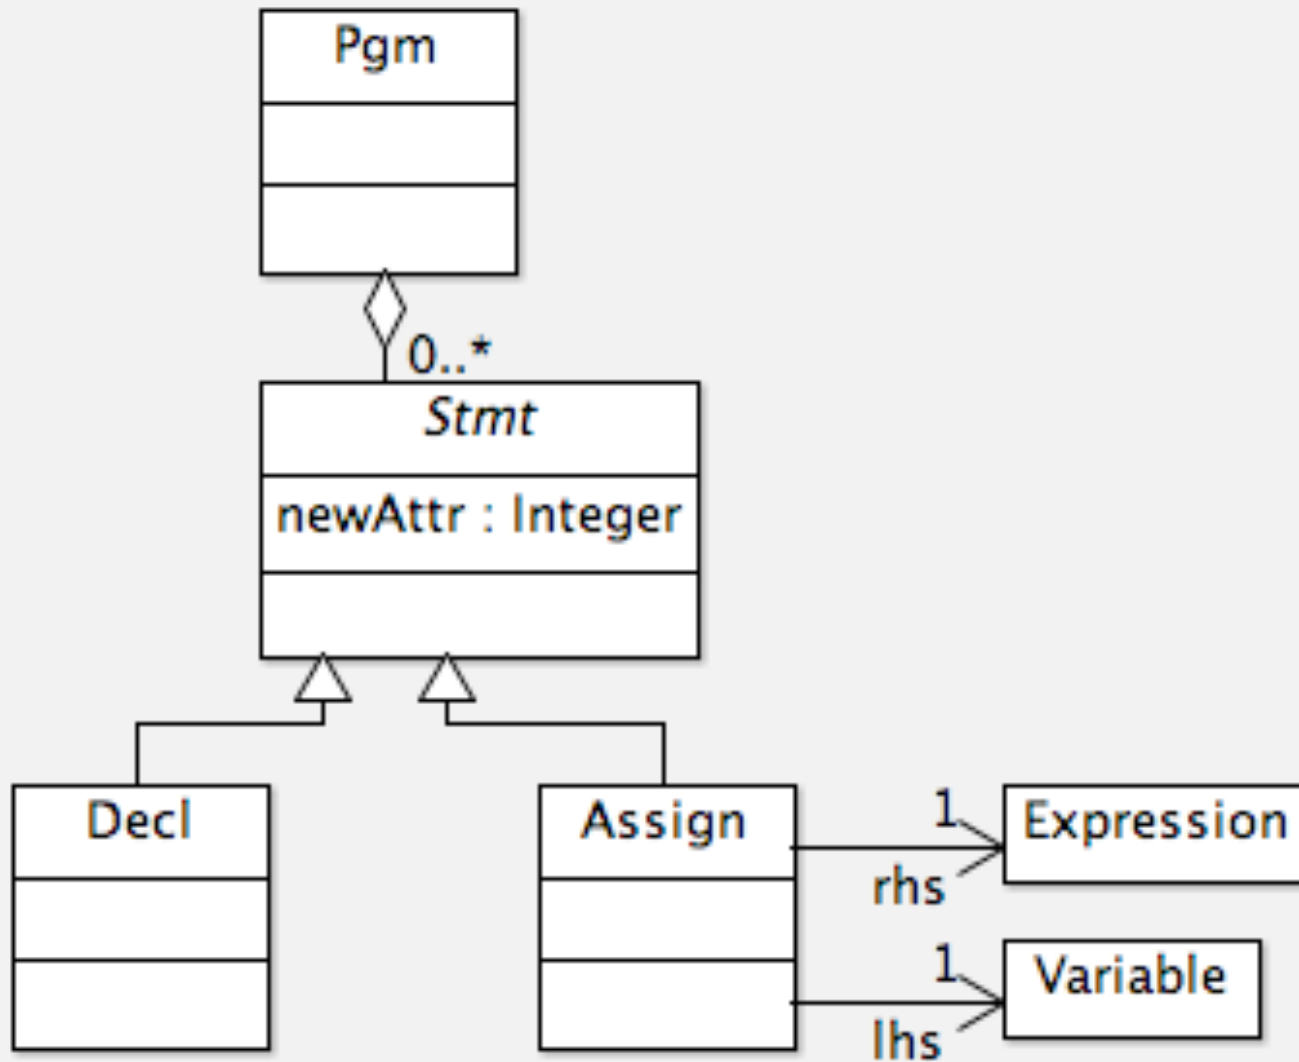 Pgm
0..*
Stmt
newAttr : Integer
Decl
Assign
1
rhs
Expression
1
lhs
Variable